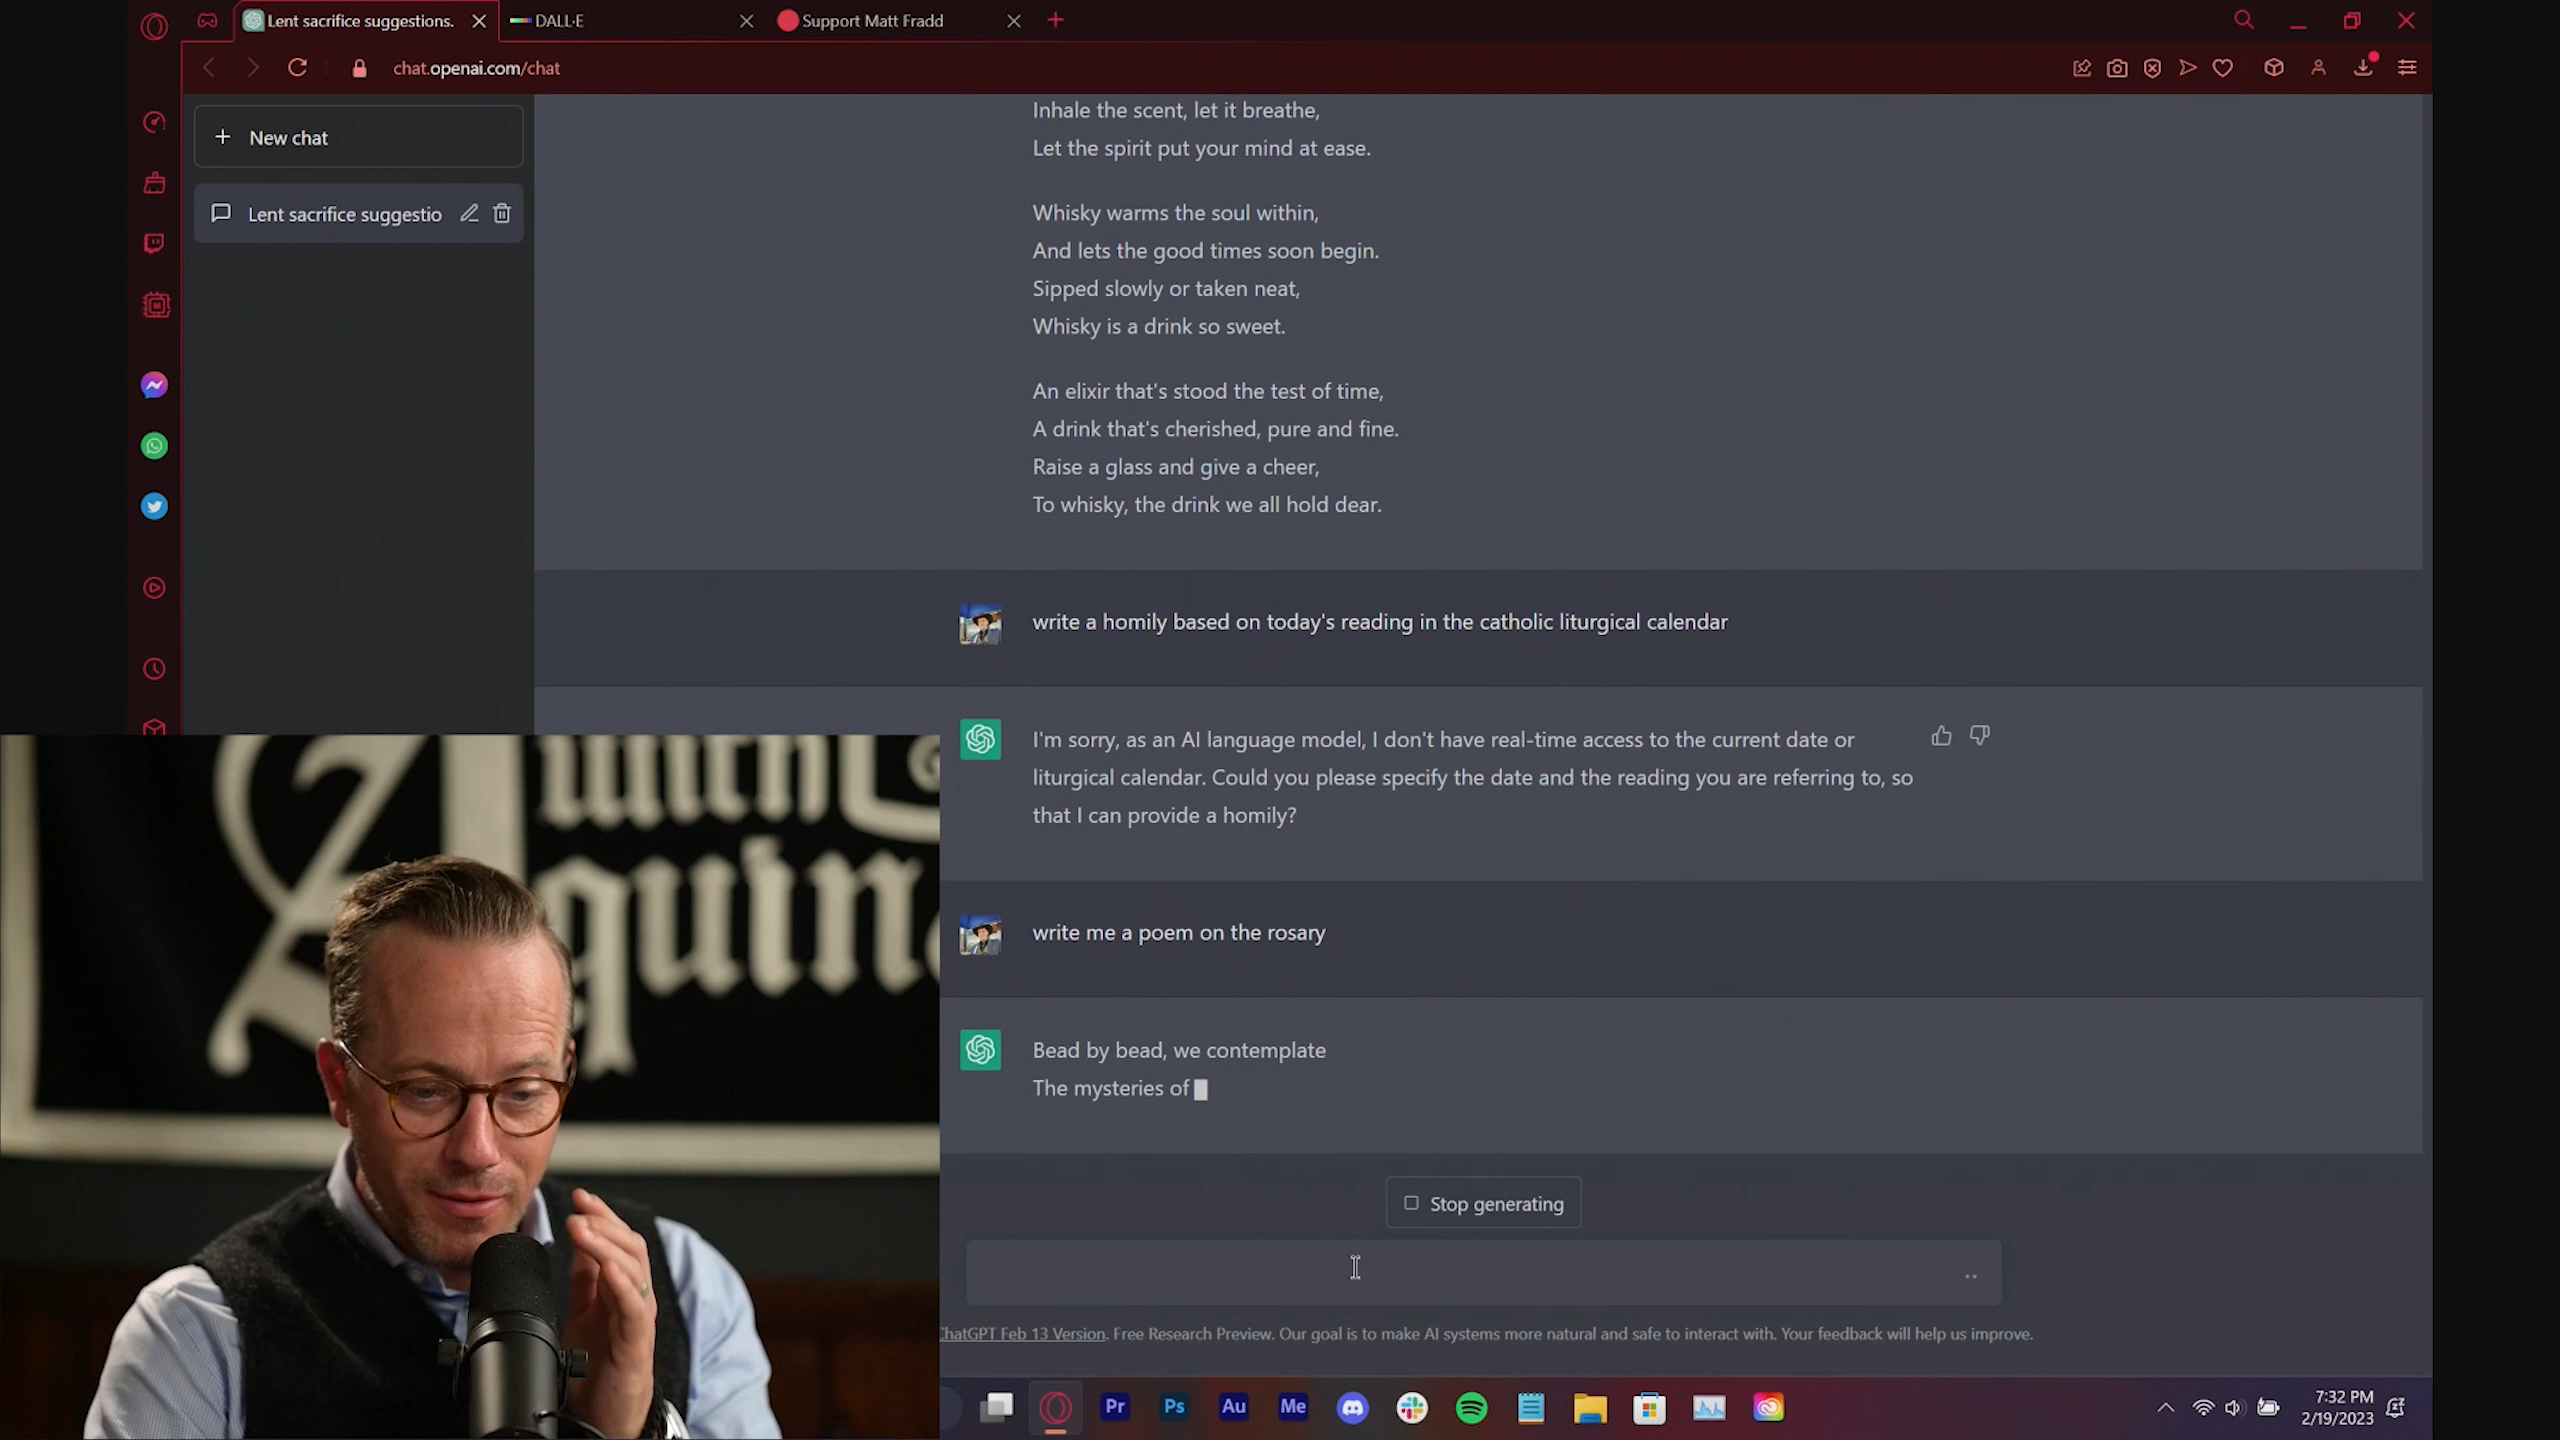 Lent sacrifice suggestions.
DALL·E
Support Matt Fradd
chat.openai.com/chat
New chat
Lent sacrifice suggestio
Inhale the scent, let it breathe,
Let the spirit put your mind at ease.
Whisky warms the soul within,
And lets the good times soon begin.
Sipped slowly or taken neat,
Whisky is a drink so sweet.
An elixir that's stood the test of time,
A drink that's cherished, pure and fine.
Raise a glass and give a cheer,
To whisky, the drink we all hold dear.
write a homily based on today's reading in the catholic liturgical calendar
I'm sorry, as an AI language model, I don't have real-time access to the current date or
liturgical calendar. Could you please specify the date and the reading you are referring to, so
that I can provide a homily?
write me a poem on the rosary
Bead by bead, we contemplate
The mysteries of
Stop generating
ChatGPT Feb 13 Version. Free Research Preview. Our goal is to make AI systems more natural and safe to interact with. Your feedback will help us improve.
Pr
Ps
Au
Me
7:32 PM
2/19/2023